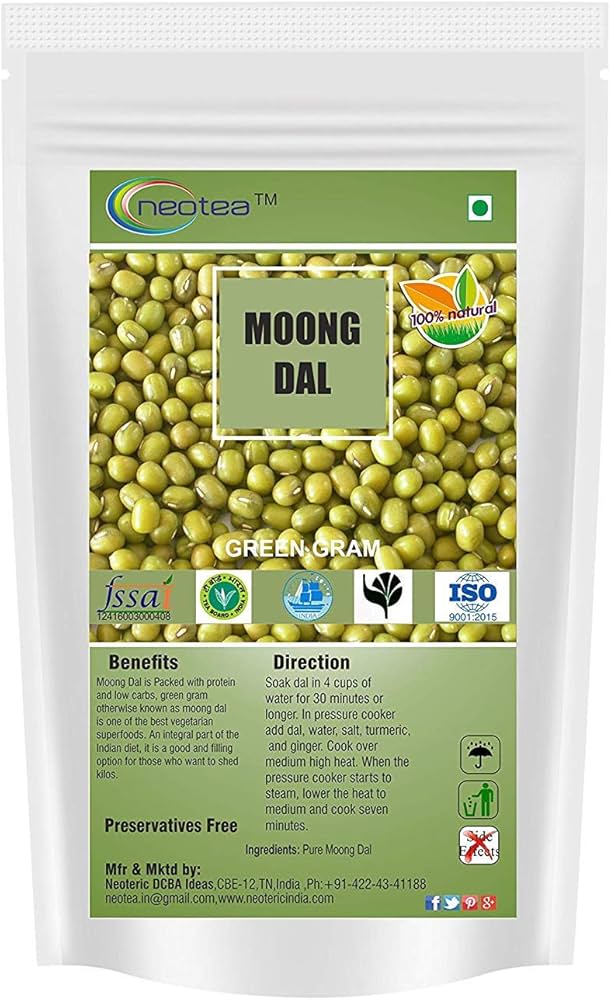 neotea™
MOONG
DAL
100% natural
GREEN GRAM
fssai
12416003000408
TEA BOARD INDIA
INDIA
ISO
9001:2015
Benefits
Moong Dal is Packed with protein
and low carbs, green gram
otherwise known as moong dal
is one of the best vegetarian
superfoods. An integral part of the
Indian diet, it is a good and filling
option for those who want to shed
kilos.
Preservatives Free
Direction
Soak dal in 4 cups of
water for 30 minutes or
longer. In pressure cooker
add dal, water, salt, turmeric,
and ginger. Cook over
medium high heat. When the
pressure cooker starts to
steam, lower the heat to
medium and cook seven
minutes.
Side
Effects
Ingredients: Pure Moong Dal
Mfr & Mktd by:
Neoteric DCBA Ideas,CBE-12,TN,India ,Ph:+91-422-43-41188
neotea.in@gmail.com,www.neotericindia.com